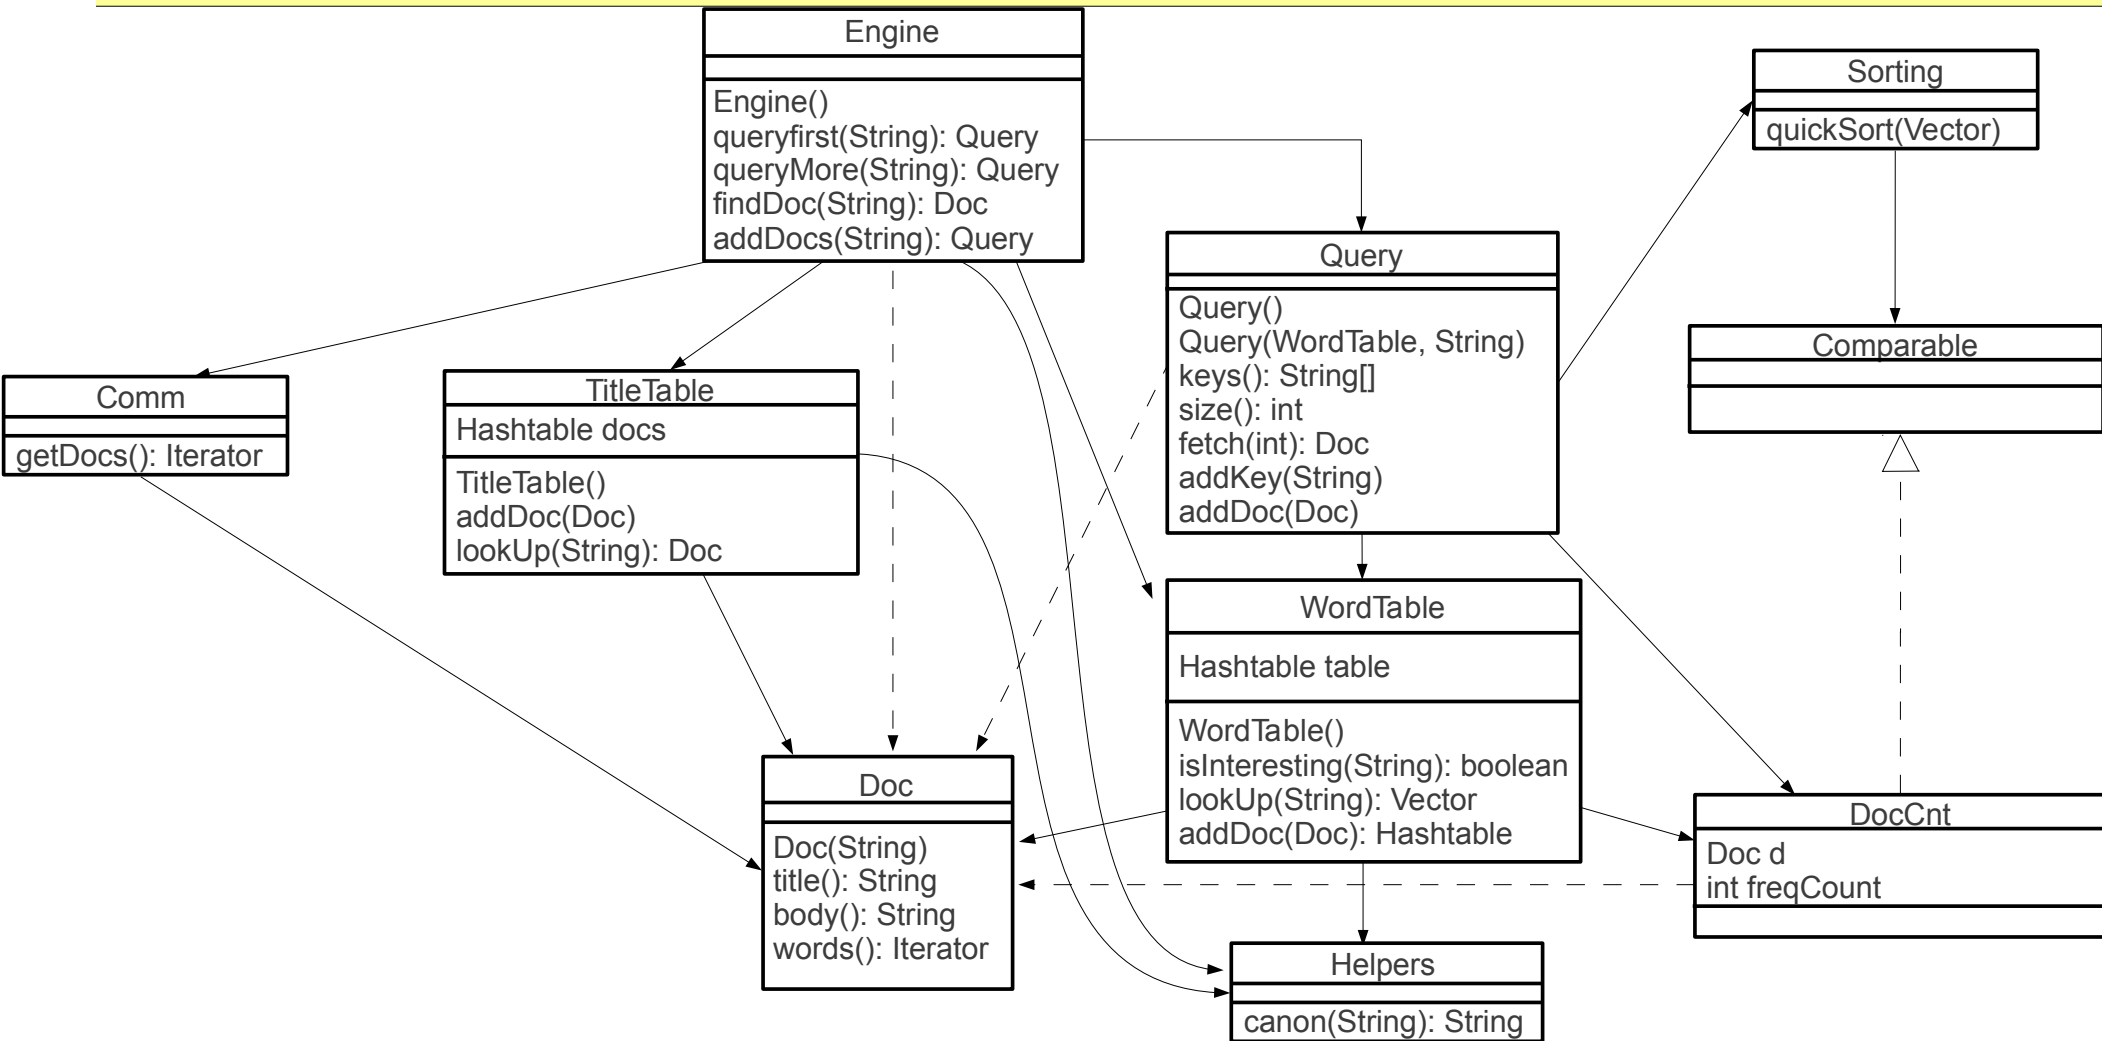 Engine
Engine()
queryfirst(String): Query
queryMore(String): Query
findDoc(String): Doc
addDocs(String): Query
Sorting
quickSort(Vector)
Query
Query()
Query(WordTable, String)
keys(): String[]
size(): int
fetch(int): Doc
addKey(String)
addDoc(Doc)
Comparable
Comm
getDocs(): Iterator
TitleTable
Hashtable docs
TitleTable()
addDoc(Doc)
lookUp(String): Doc
WordTable
Hashtable table
WordTable()
isInteresting(String): boolean
lookUp(String): Vector
addDoc(Doc): Hashtable
Doc
Doc(String)
title(): String
body(): String
words(): Iterator
DocCnt
Doc d
int freqCount
Helpers
canon(String): String